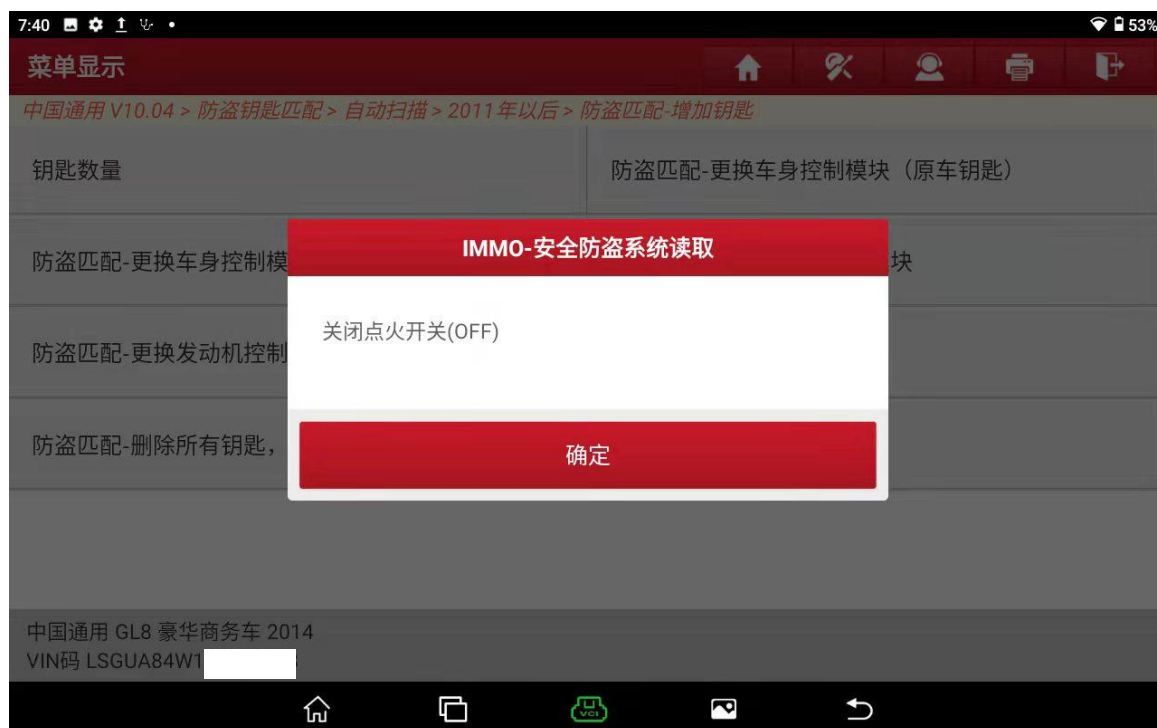 7:40
53%
菜单显示
中国通用 V10.04 > 防盗钥匙匹配 > 自动扫描 > 2011年以后 > 防盗匹配-增加钥匙
钥匙数量
防盗匹配-更换车身控制模块（原车钥匙）
IMMO-安全防盗系统读取
防盗匹配-更换车身控制模
块
关闭点火开关(OFF)
防盗匹配-更换发动机控制
防盗匹配-删除所有钥匙，
确定
中国通用 GL8 豪华商务车 2014
VIN码 LSGUA84W1
VCI